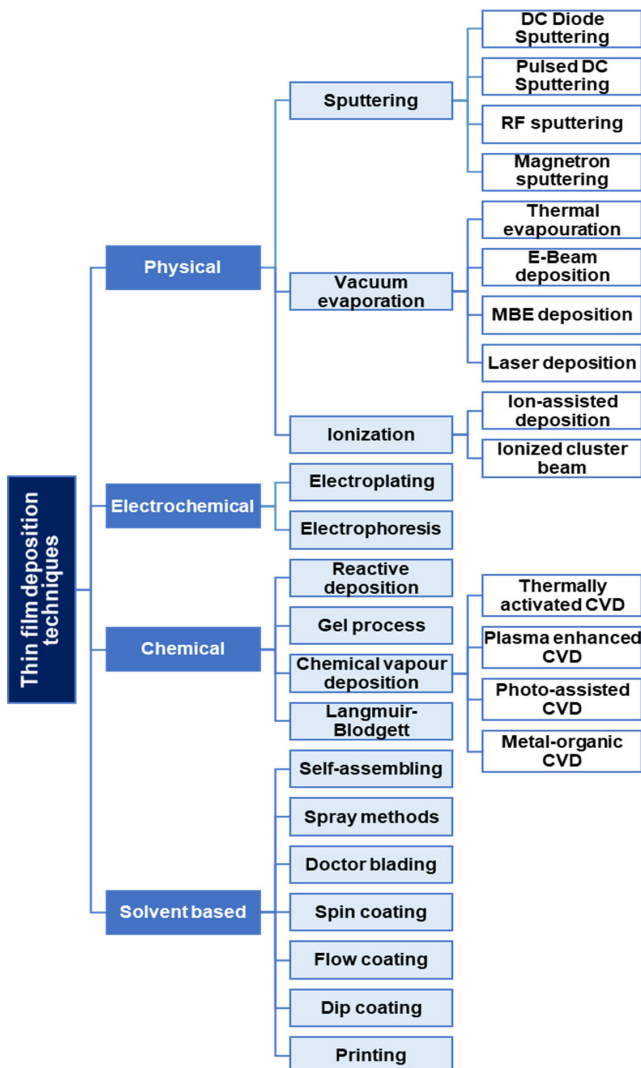 Thin film deposition
techniques
Physical
Sputtering
DC Diode
Sputtering
Pulsed DC
Sputtering
RF sputtering
Magnetron
sputtering
Vacuum
evaporation
Thermal
evapouration
E-Beam
deposition
MBE deposition
Laser deposition
Ionization
Ion-assisted
deposition
Ionized cluster
beam
Electrochemical
Electroplating
Electrophoresis
Chemical
Reactive
deposition
Gel process
Chemical vapour
deposition
Thermally
activated CVD
Plasma enhanced
CVD
Photo-assisted
CVD
Metal-organic
CVD
Langmuir-
Blodgett
Solvent based
Self-assembling
Spray methods
Doctor blading
Spin coating
Flow coating
Dip coating
Printing